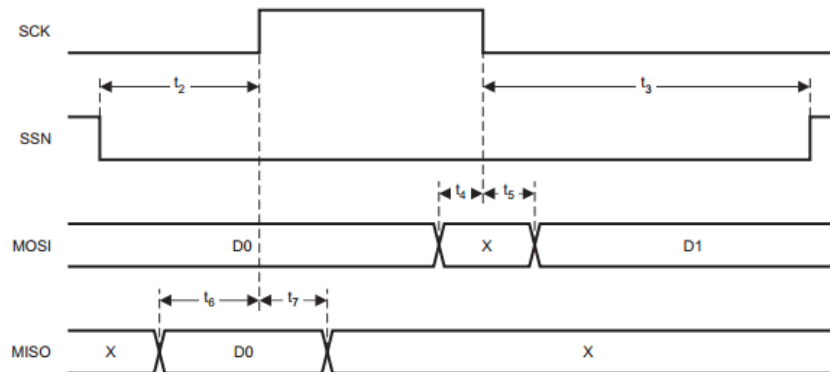 SCK
t2 t3
SSN
t4 t5
MOSI D0 X D1
t6 t7
MISO X D0 X